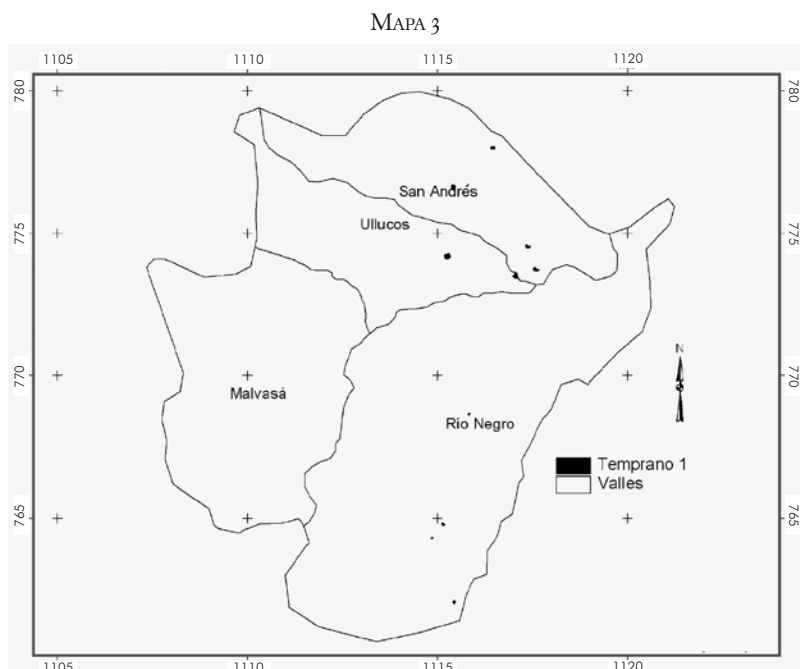 MAPA 3
1105 1110 1115 1120
780 780
San Andrés
775 Ullucos 775
N
770 770
Malvasá
Río Negro
Temprano 1
Valles
765 765
1105 1110 1115 1120